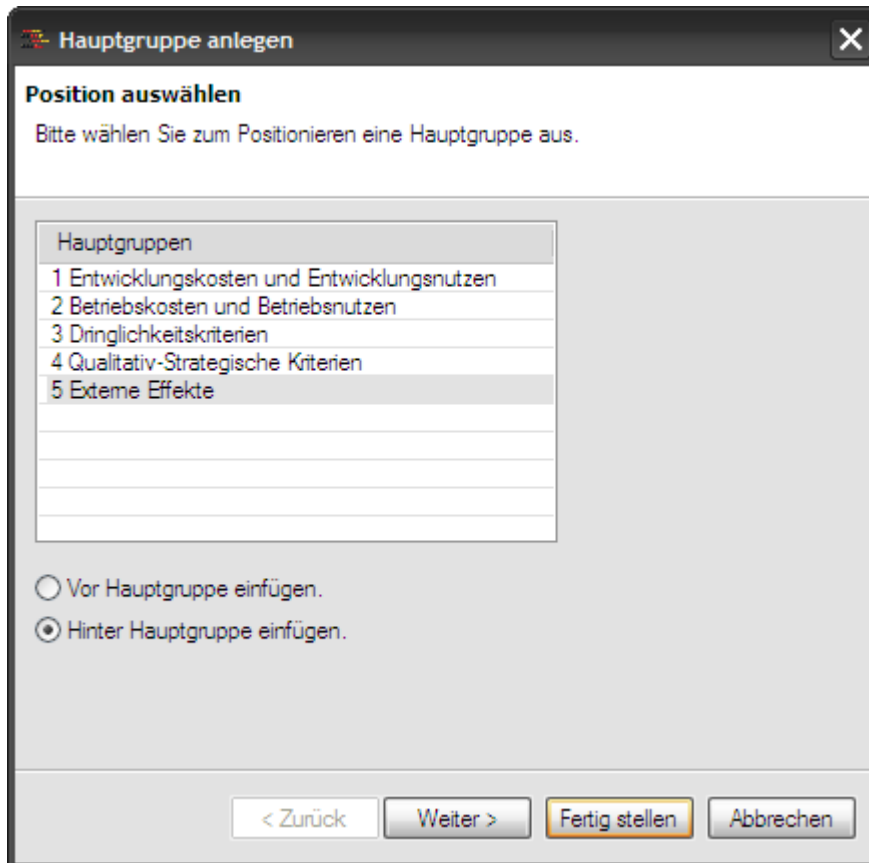 Hauptgruppe anlegen
Position auswählen
Bitte wählen Sie zum Positionieren eine Hauptgruppe aus.
Hauptgruppen
1 Entwicklungskosten und Entwicklungsnutzen
2 Betriebskosten und Betriebsnutzen
3 Dringlichkeitskriterien
4 Qualitativ-Strategische Kriterien
5 Externe Effekte
Vor Hauptgruppe einfügen.
Hinter Hauptgruppe einfügen.
< Zurück Weiter > Fertig stellen Abbrechen